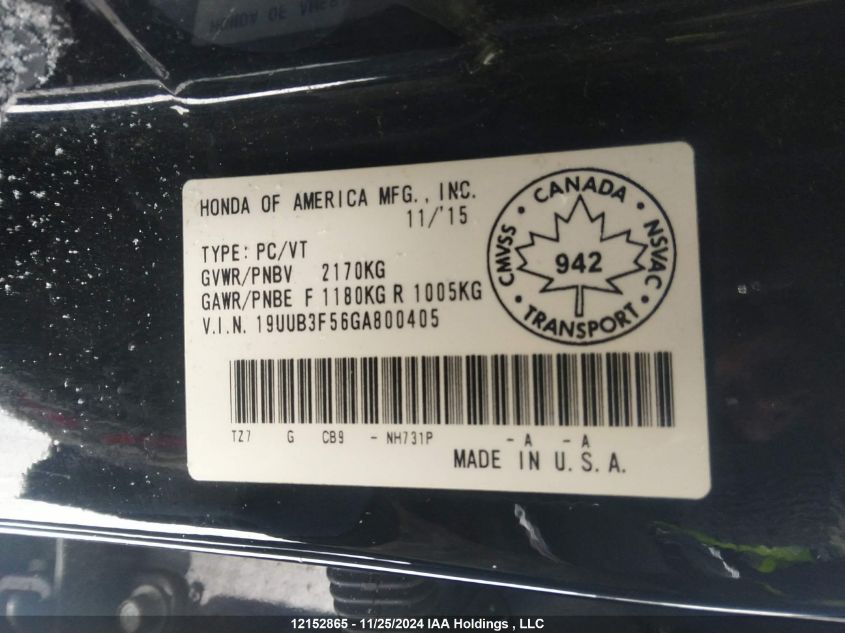 HONDA OF AMERICA MFG., INC.
11/'15
TYPE: PC/VT
GVWR/PNBV 2170KG
GAWR/PNBE F 1180KG R 1005KG
V.I.N. 19UUB3F56GA800405
CMVSS • CANADA • NSVAC • TRANSPORT •
942
TZ7 G CB9 - NH731P - A - A
MADE IN U.S.A.
12152865 - 11/25/2024 IAA Holdings , LLC